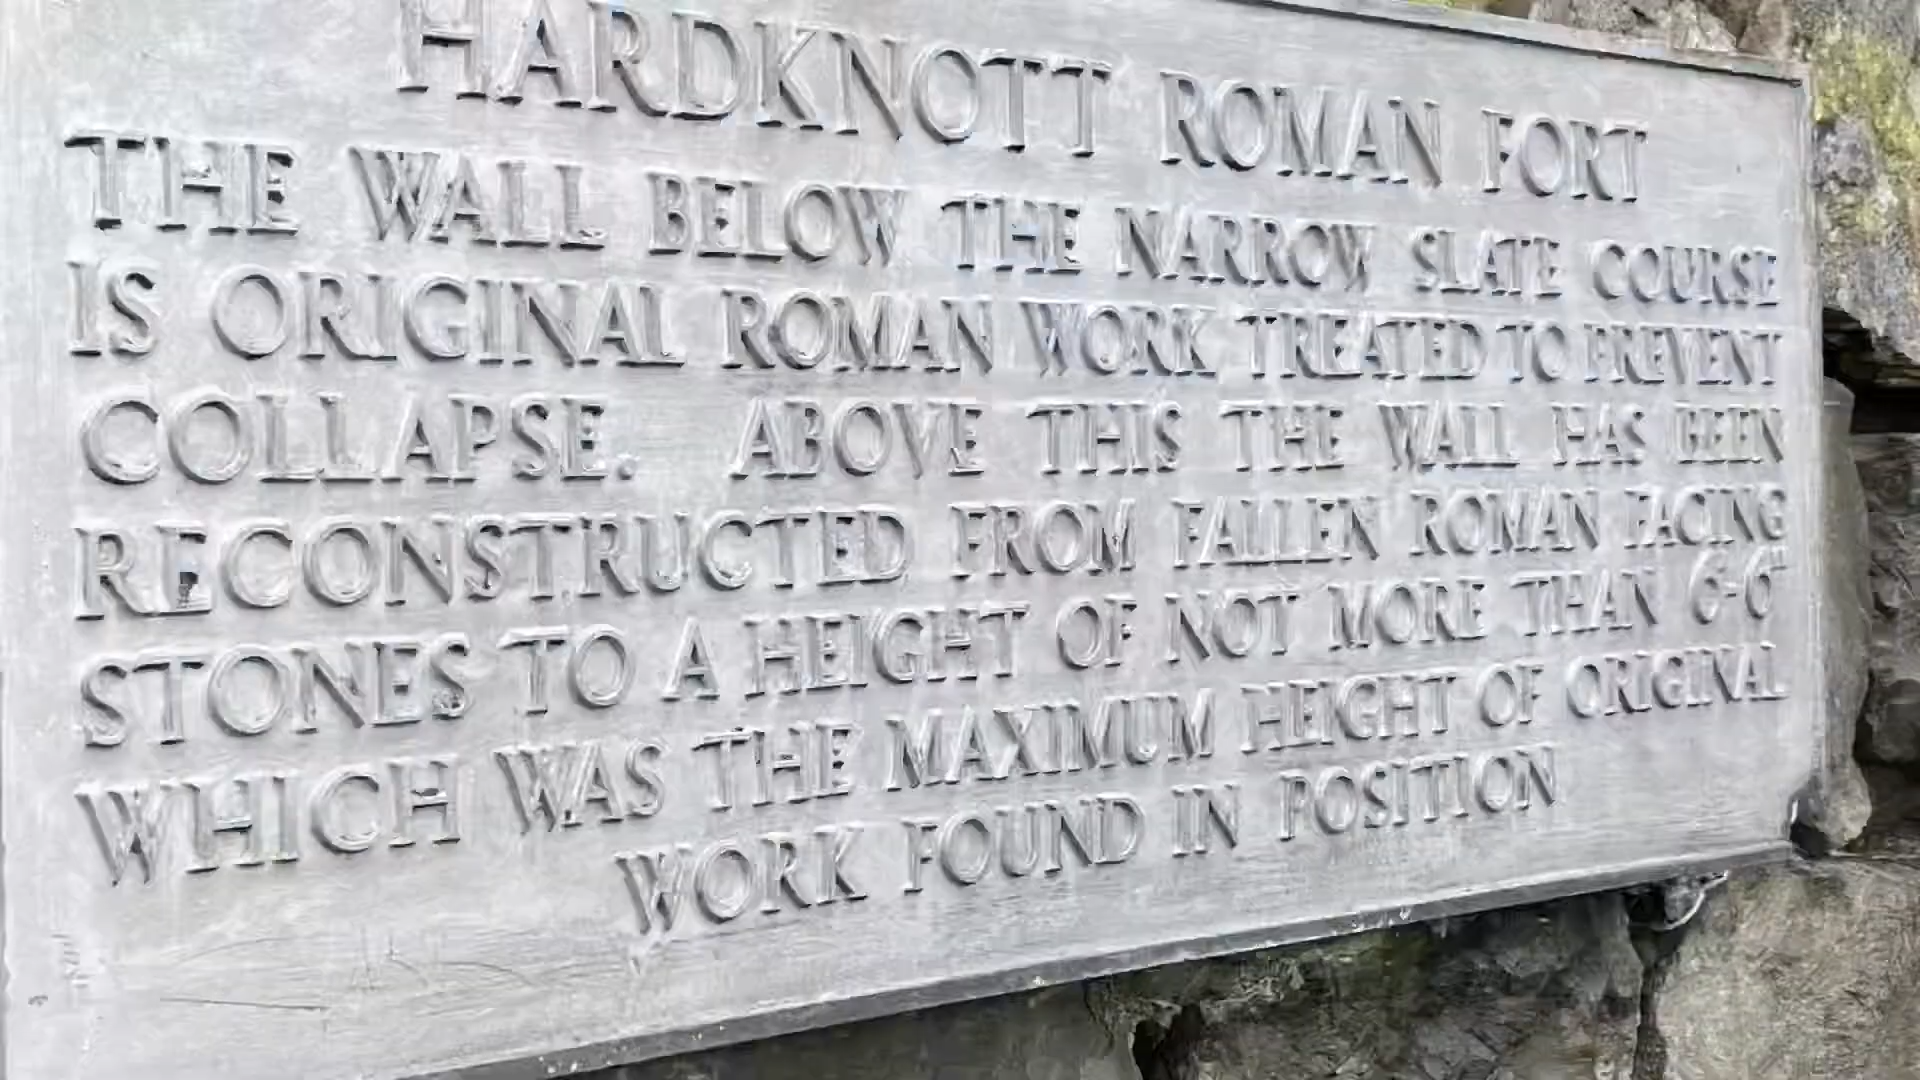 HARDKNOTT ROMAN FORT
THE WALL BELOW THE NARROW SLATE COURSE
IS ORIGINAL ROMAN WORK TREATED TO PREVENT
COLLAPSE. ABOVE THIS THE WALL HAS BEEN
RECONSTRUCTED FROM FALLEN ROMAN FACING
STONES TO A HEIGHT OF NOT MORE THAN 6'-6"
WHICH WAS THE MAXIMUM HEIGHT OF ORIGINAL
WORK FOUND IN POSITION